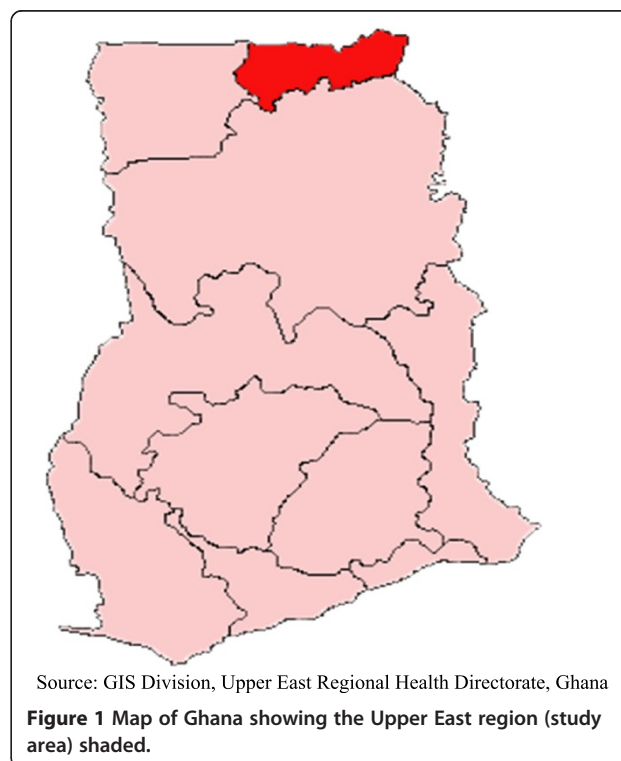 Source: GIS Division, Upper East Regional Health Directorate, Ghana
Figure 1 Map of Ghana showing the Upper East region (study
area) shaded.